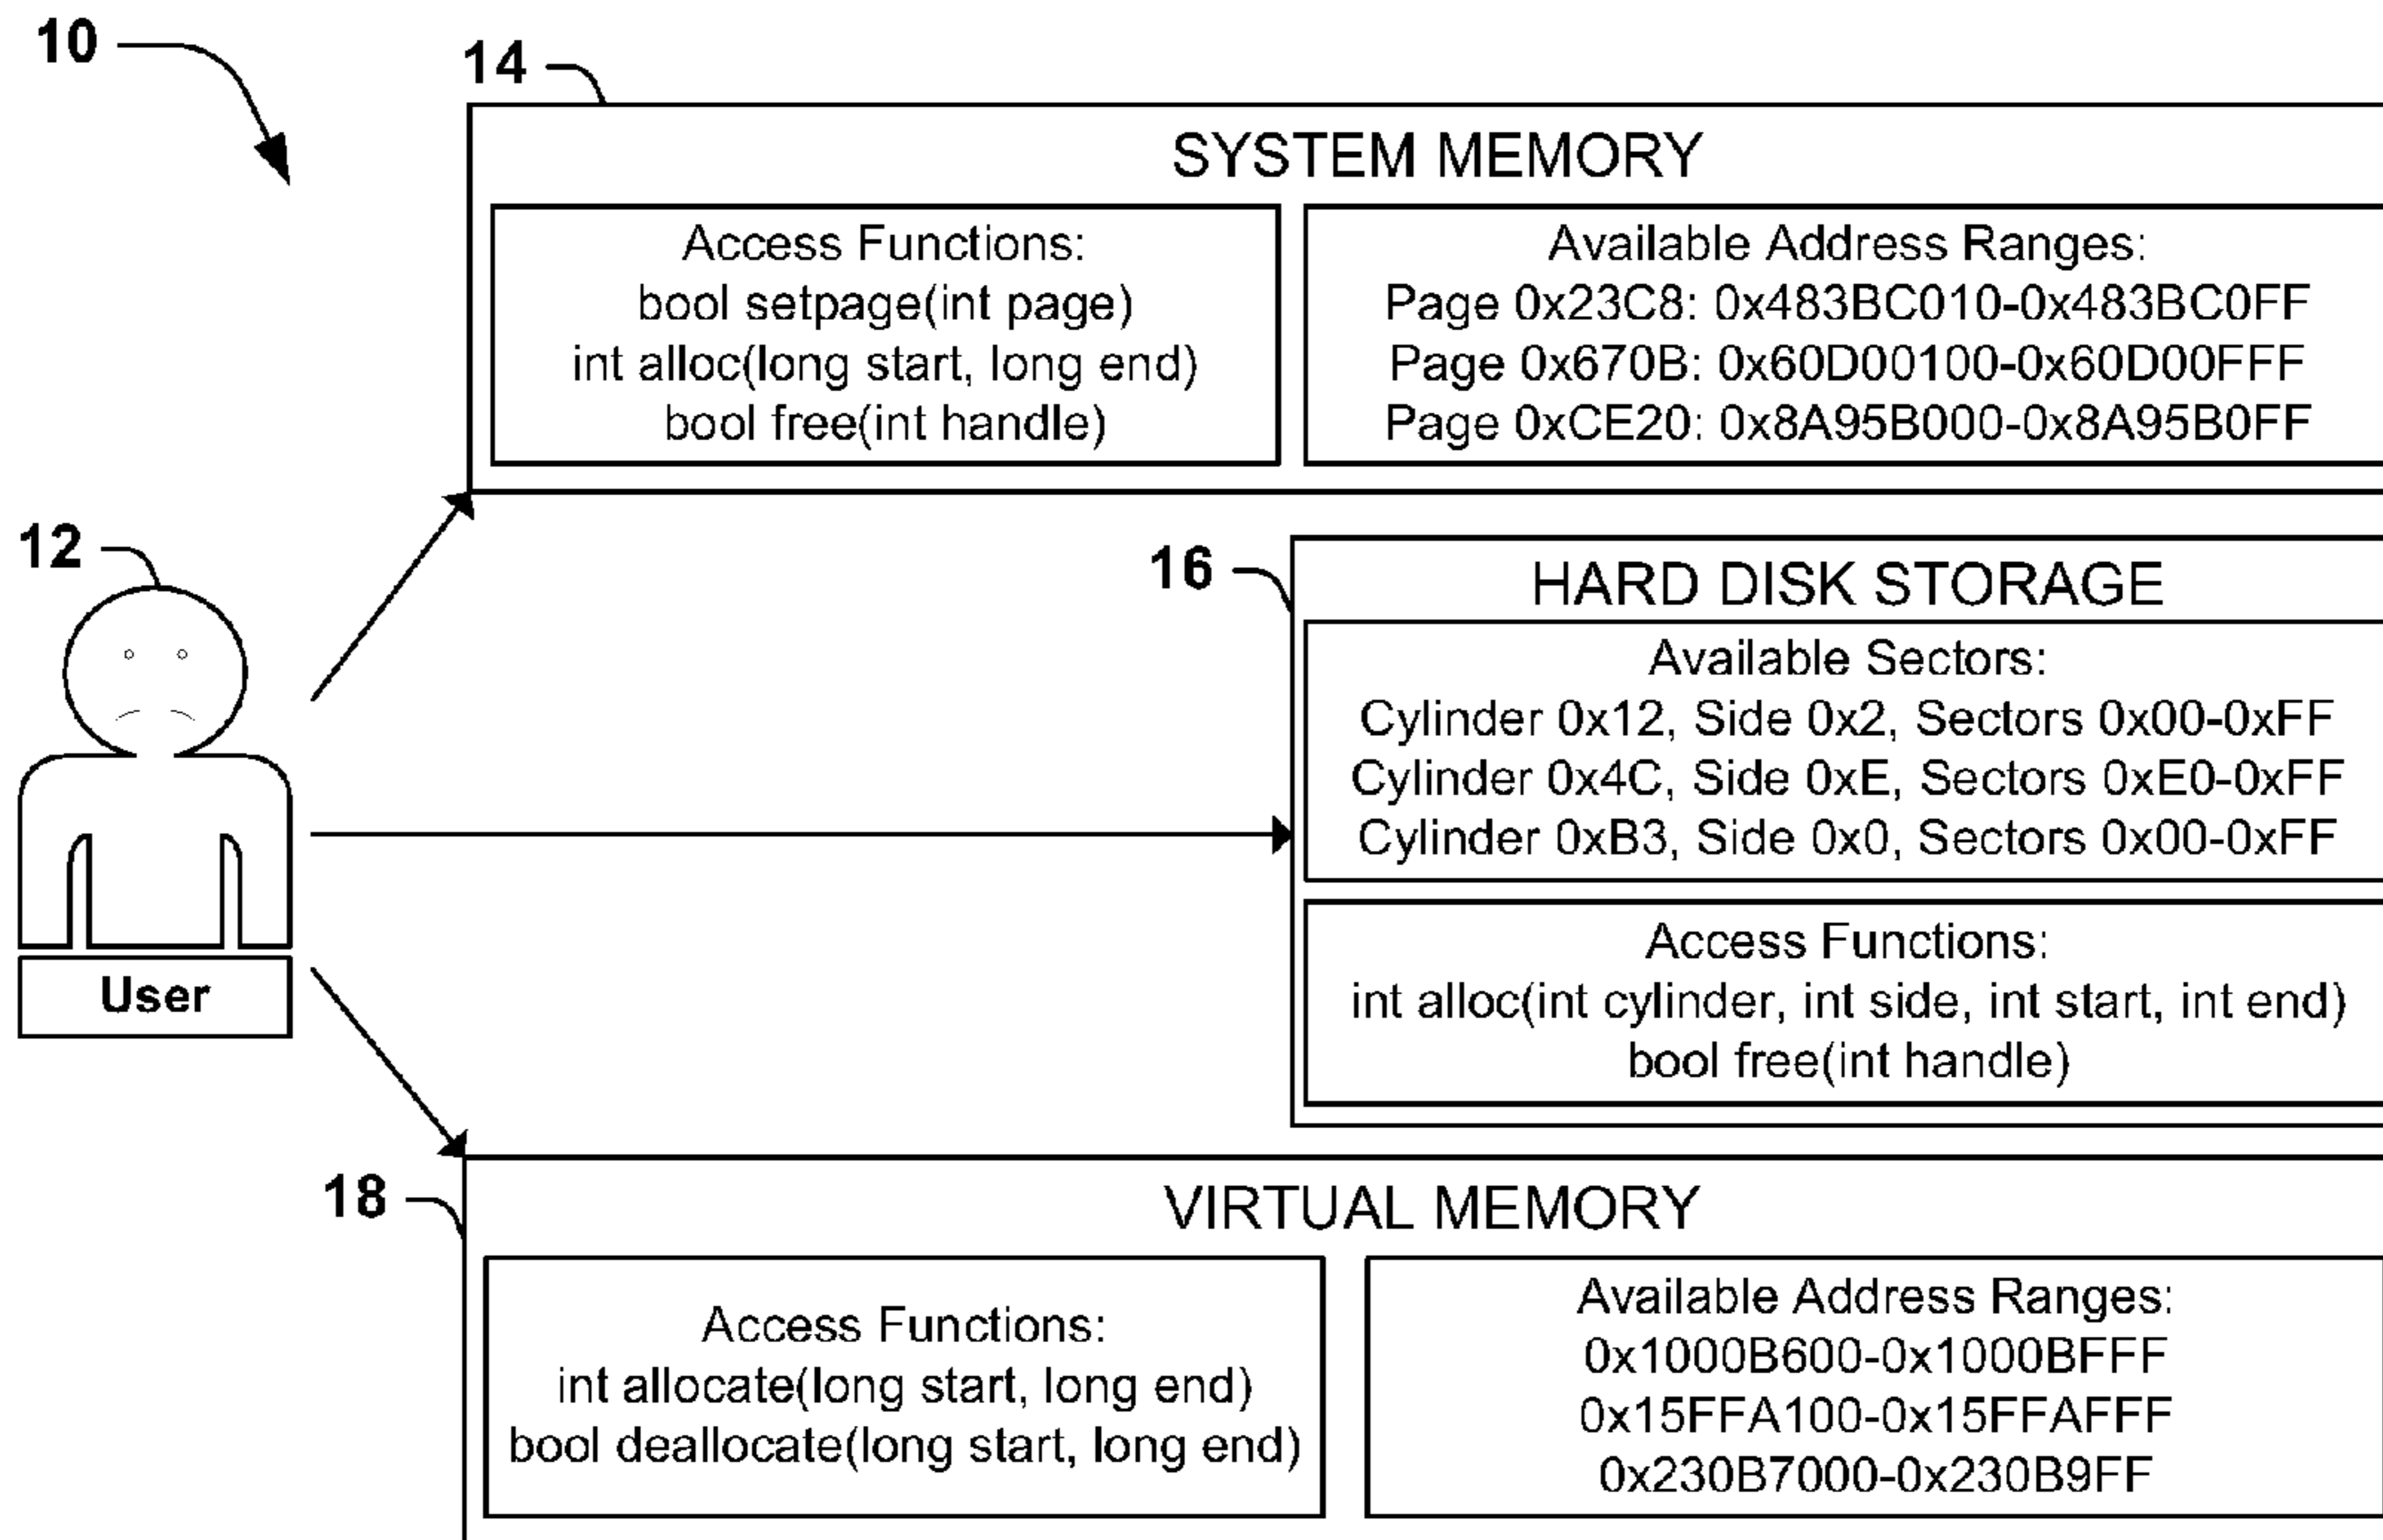 10
14
SYSTEM MEMORY
Access Functions:
bool setpage(int page)
int alloc(long start, long end)
bool free(int handle)
Available Address Ranges:
Page 0x23C8: 0x483BC010-0x483BC0FF
Page 0x670B: 0x60D00100-0x60D00FFF
Page 0xCE20: 0x8A95B000-0x8A95B0FF
12
User
16
HARD DISK STORAGE
Available Sectors:
Cylinder 0x12, Side 0x2, Sectors 0x00-0xFF
Cylinder 0x4C, Side 0xE, Sectors 0xE0-0xFF
Cylinder 0xB3, Side 0x0, Sectors 0x00-0xFF
Access Functions:
int alloc(int cylinder, int side, int start, int end)
bool free(int handle)
18
VIRTUAL MEMORY
Access Functions:
int allocate(long start, long end)
bool deallocate(long start, long end)
Available Address Ranges:
0x1000B600-0x1000BFFF
0x15FFA100-0x15FFAFFF
0x230B7000-0x230B9FF